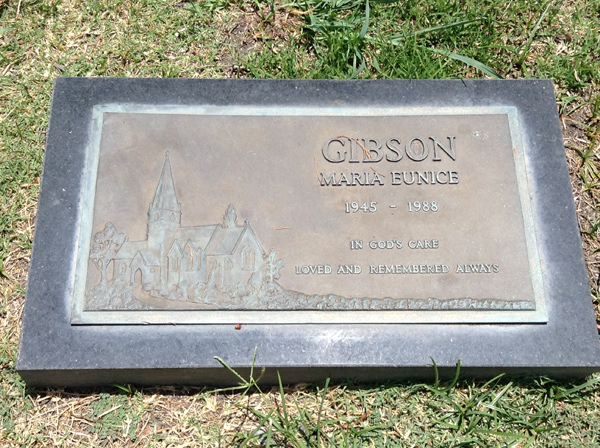 GIBSON
MARIA EUNICE
1945 - 1988
IN GOD'S CARE
LOVED AND REMEMBERED ALWAYS